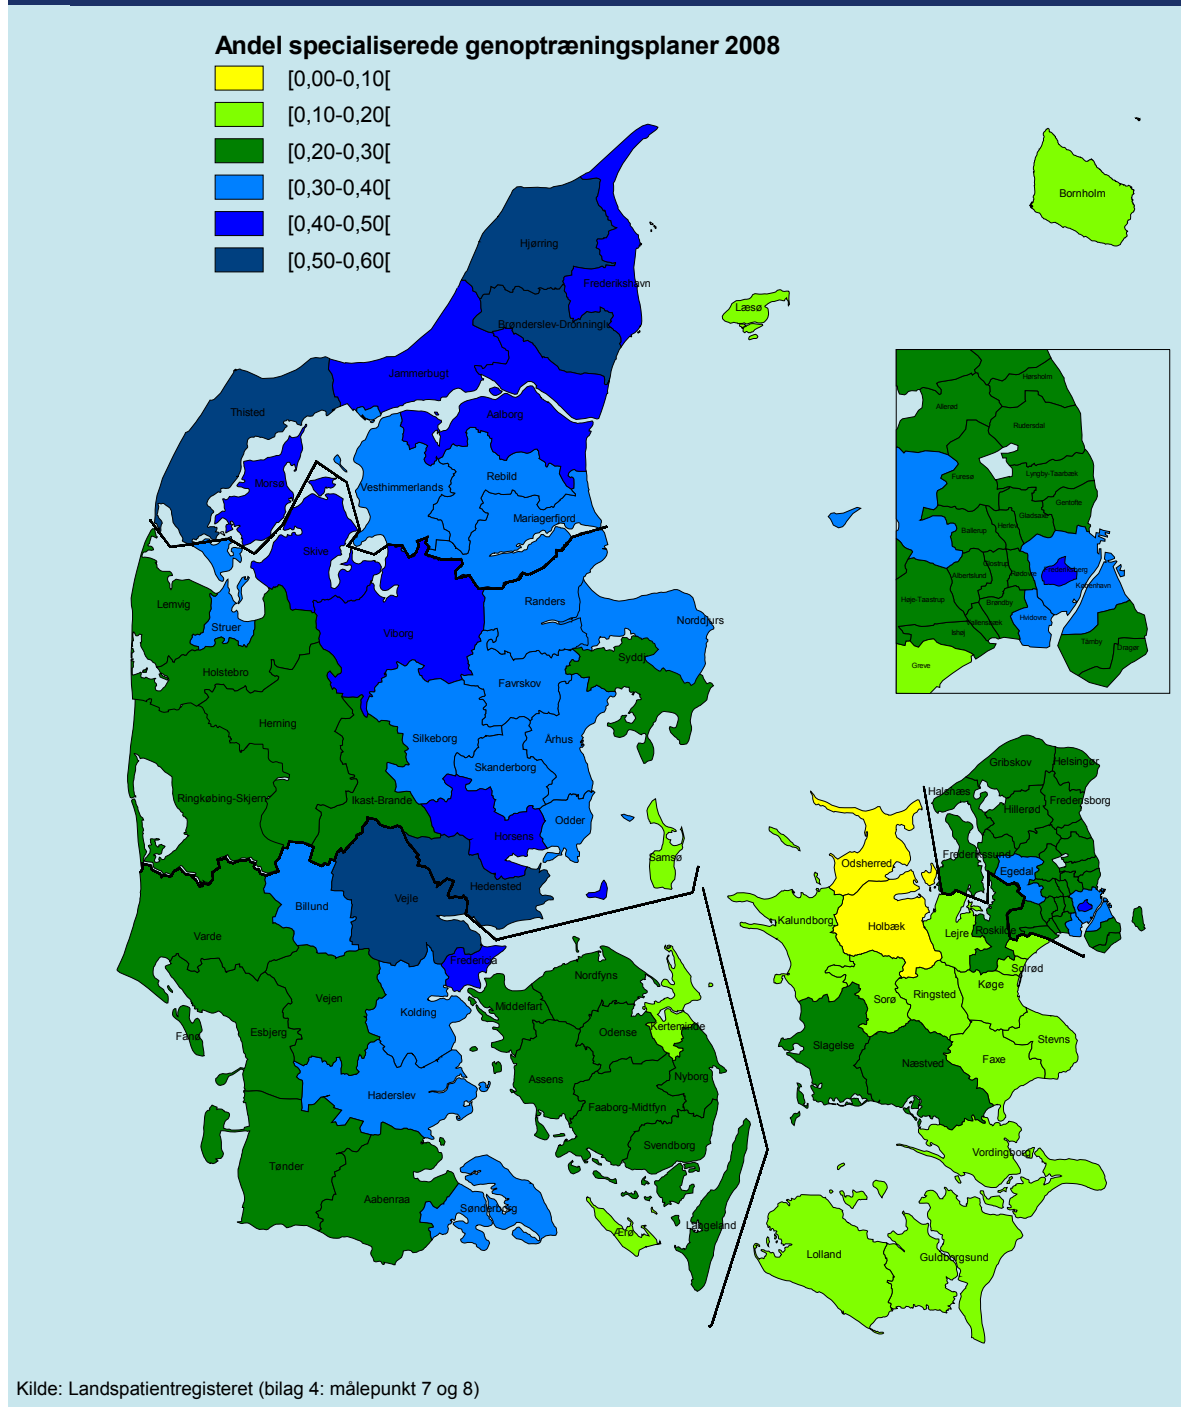 Andel specialiserede genoptræningsplaner 2008
[0,00-0,10[
[0,10-0,20[
[0,20-0,30[
[0,30-0,40[
[0,40-0,50[
[0,50-0,60[
Bornholm
Hjørring
Frederikshavn
Læsø
Brønderslev-Dronninglu
Jammerbugt
Thisted
Aalborg
Morsø
Vesthimmerlands
Rebild
Mariagerfjord
Skive
Lemvig
Struer
Viborg
Randers
Norddjurs
Syddj
Holstebro
Favrskov
Herning
Silkeborg
Århus
Skanderborg
Ringkøbing-Skjern
Ikast-Brande
Odder
Horsens
Samsø
Hedensted
Billund
Vejle
Varde
Fredericia
Vejen
Kolding
Esbjerg
Fanø
Haderslev
Tønder
Aabenraa
Sønderborg
Nordfyns
Middelfart
Odense
Kerteminde
Assens
Nyborg
Faaborg-Midtfyn
Svendborg
Langeland
Ærø
Hørsholm
Allerød
Rudersdal
Furesø
Lyngby-Taarbæk
Gentofte
Gladsaxe
Ballerup
Herlev
Glostrup
Albertslund
Rødovre
Frederiksberg
København
Høje-Taastrup
Brøndby
Hvidovre
Vallensbæk
Ishøj
Tårnby
Dragør
Greve
Gribskov
Helsingør
Halsnæs
Hillerød
Fredensborg
Frederikssund
Egedal
Odsherred
Kalundborg
Holbæk
Lejre
Roskilde
Solrød
Køge
Sorø
Ringsted
Stevns
Slagelse
Næstved
Faxe
Vordingborg
Lolland
Guldborgsund
Kilde: Landspatientregisteret (bilag 4: målepunkt 7 og 8)